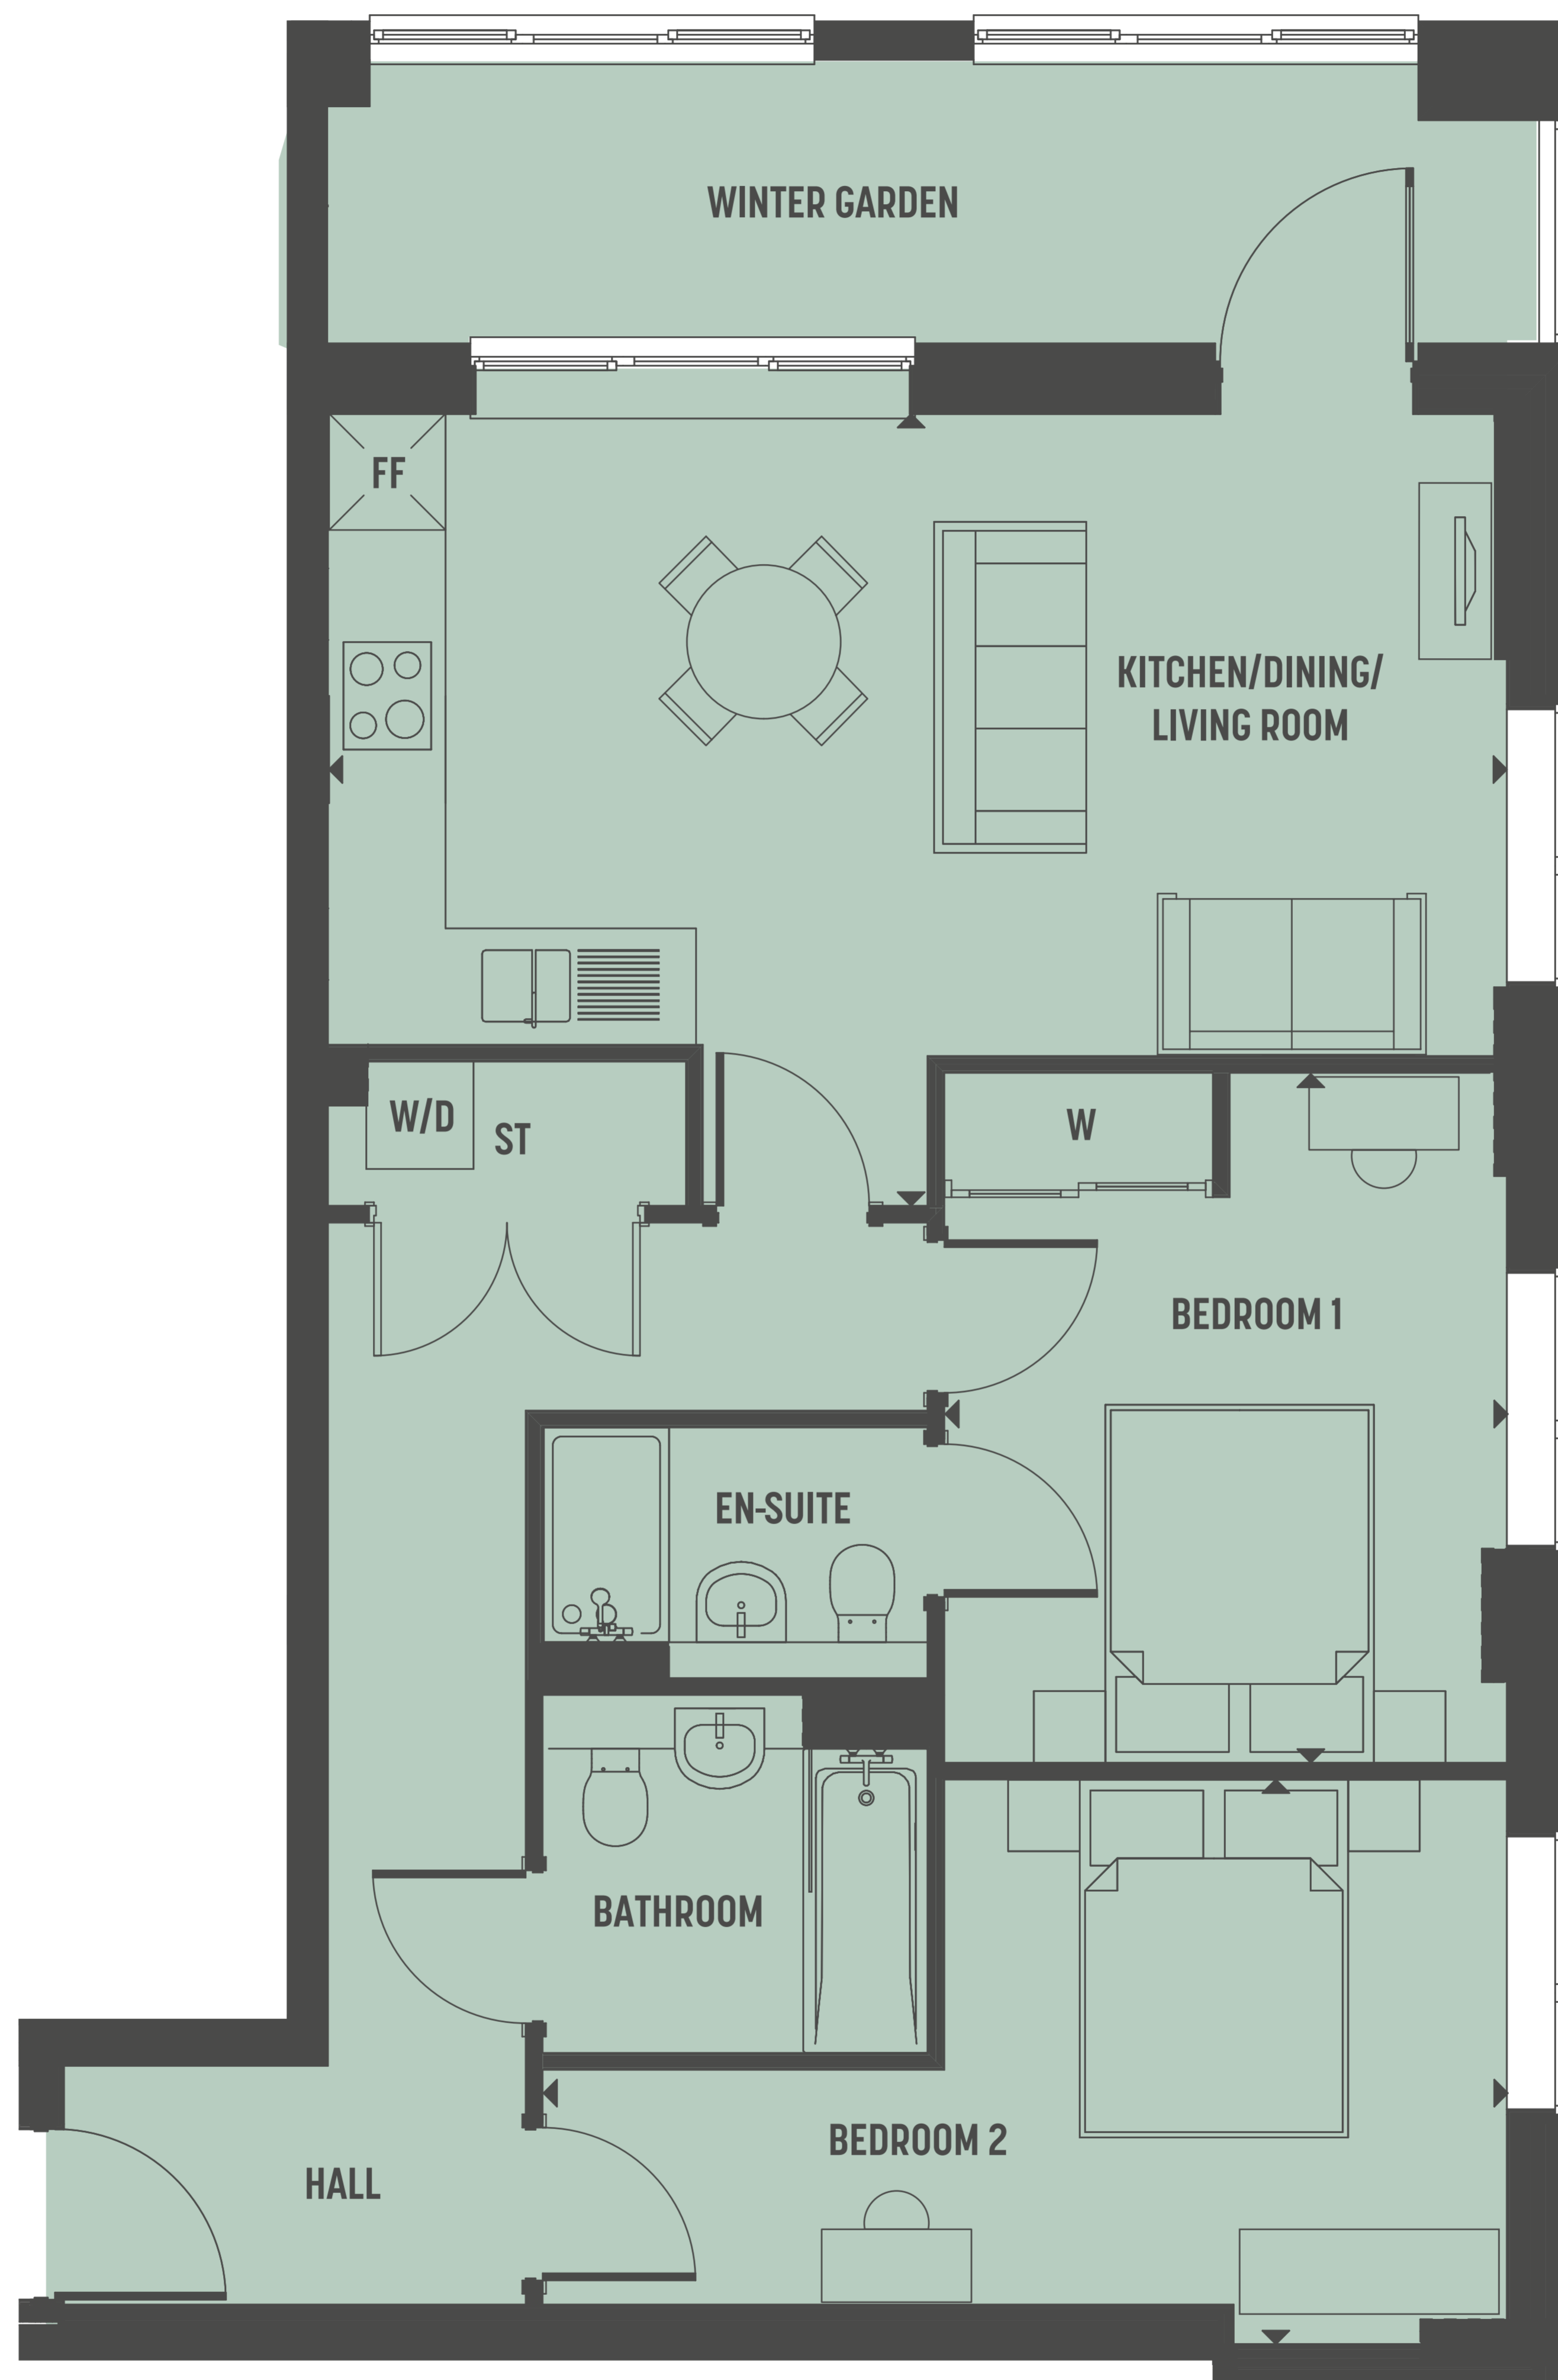 WINTER GARDEN
FF
KITCHEN/DINING/
LIVING ROOM
W/D
ST
W
BEDROOM 1
EN-SUITE
BATHROOM
BEDROOM 2
HALL